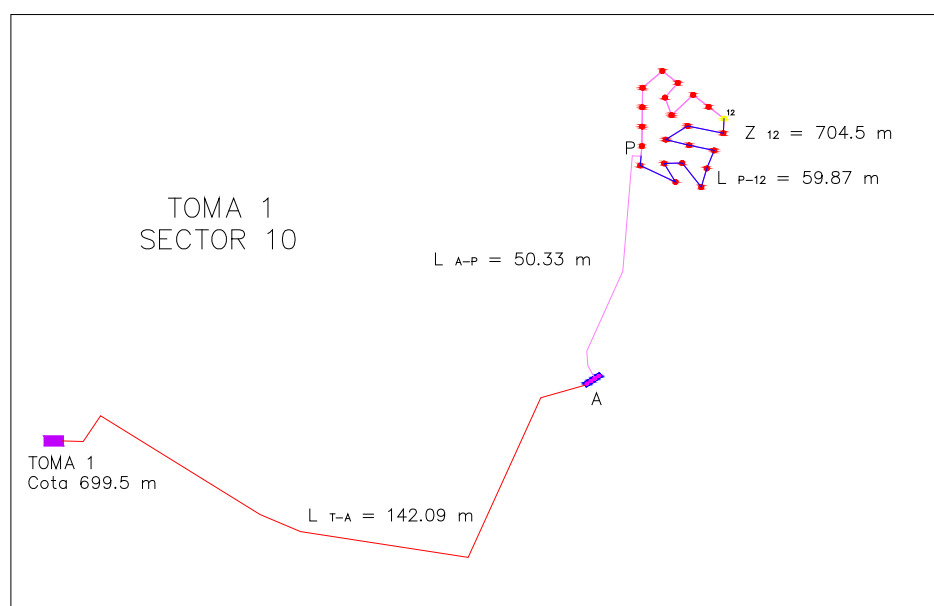 12
Z 12 = 704.5 m
P
L P-12 = 59.87 m
TOMA 1
SECTOR 10
L A-P = 50.33 m
A
TOMA 1
Cota 699.5 m
L T-A = 142.09 m